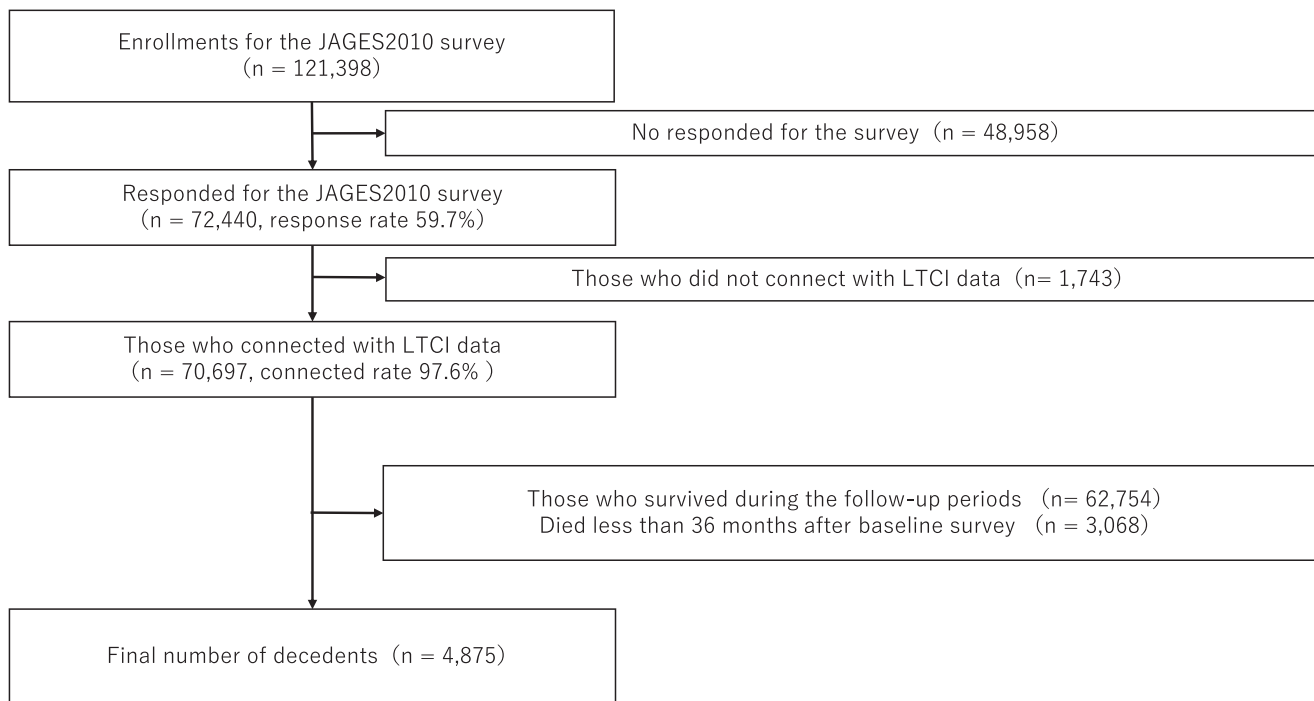 Enrollments for the JAGES2010 survey
（n = 121,398）
No responded for the survey（n = 48,958）
Responded for the JAGES2010 survey
（n = 72,440, response rate 59.7%）
Those who did not connect with LTCI data（n= 1,743）
Those who connected with LTCI data
（n = 70,697, connected rate 97.6% ）
Those who survived during the follow-up periods （n= 62,754）
Died less than 36 months after baseline survey （n = 3,068）
Final number of decedents（n = 4,875）